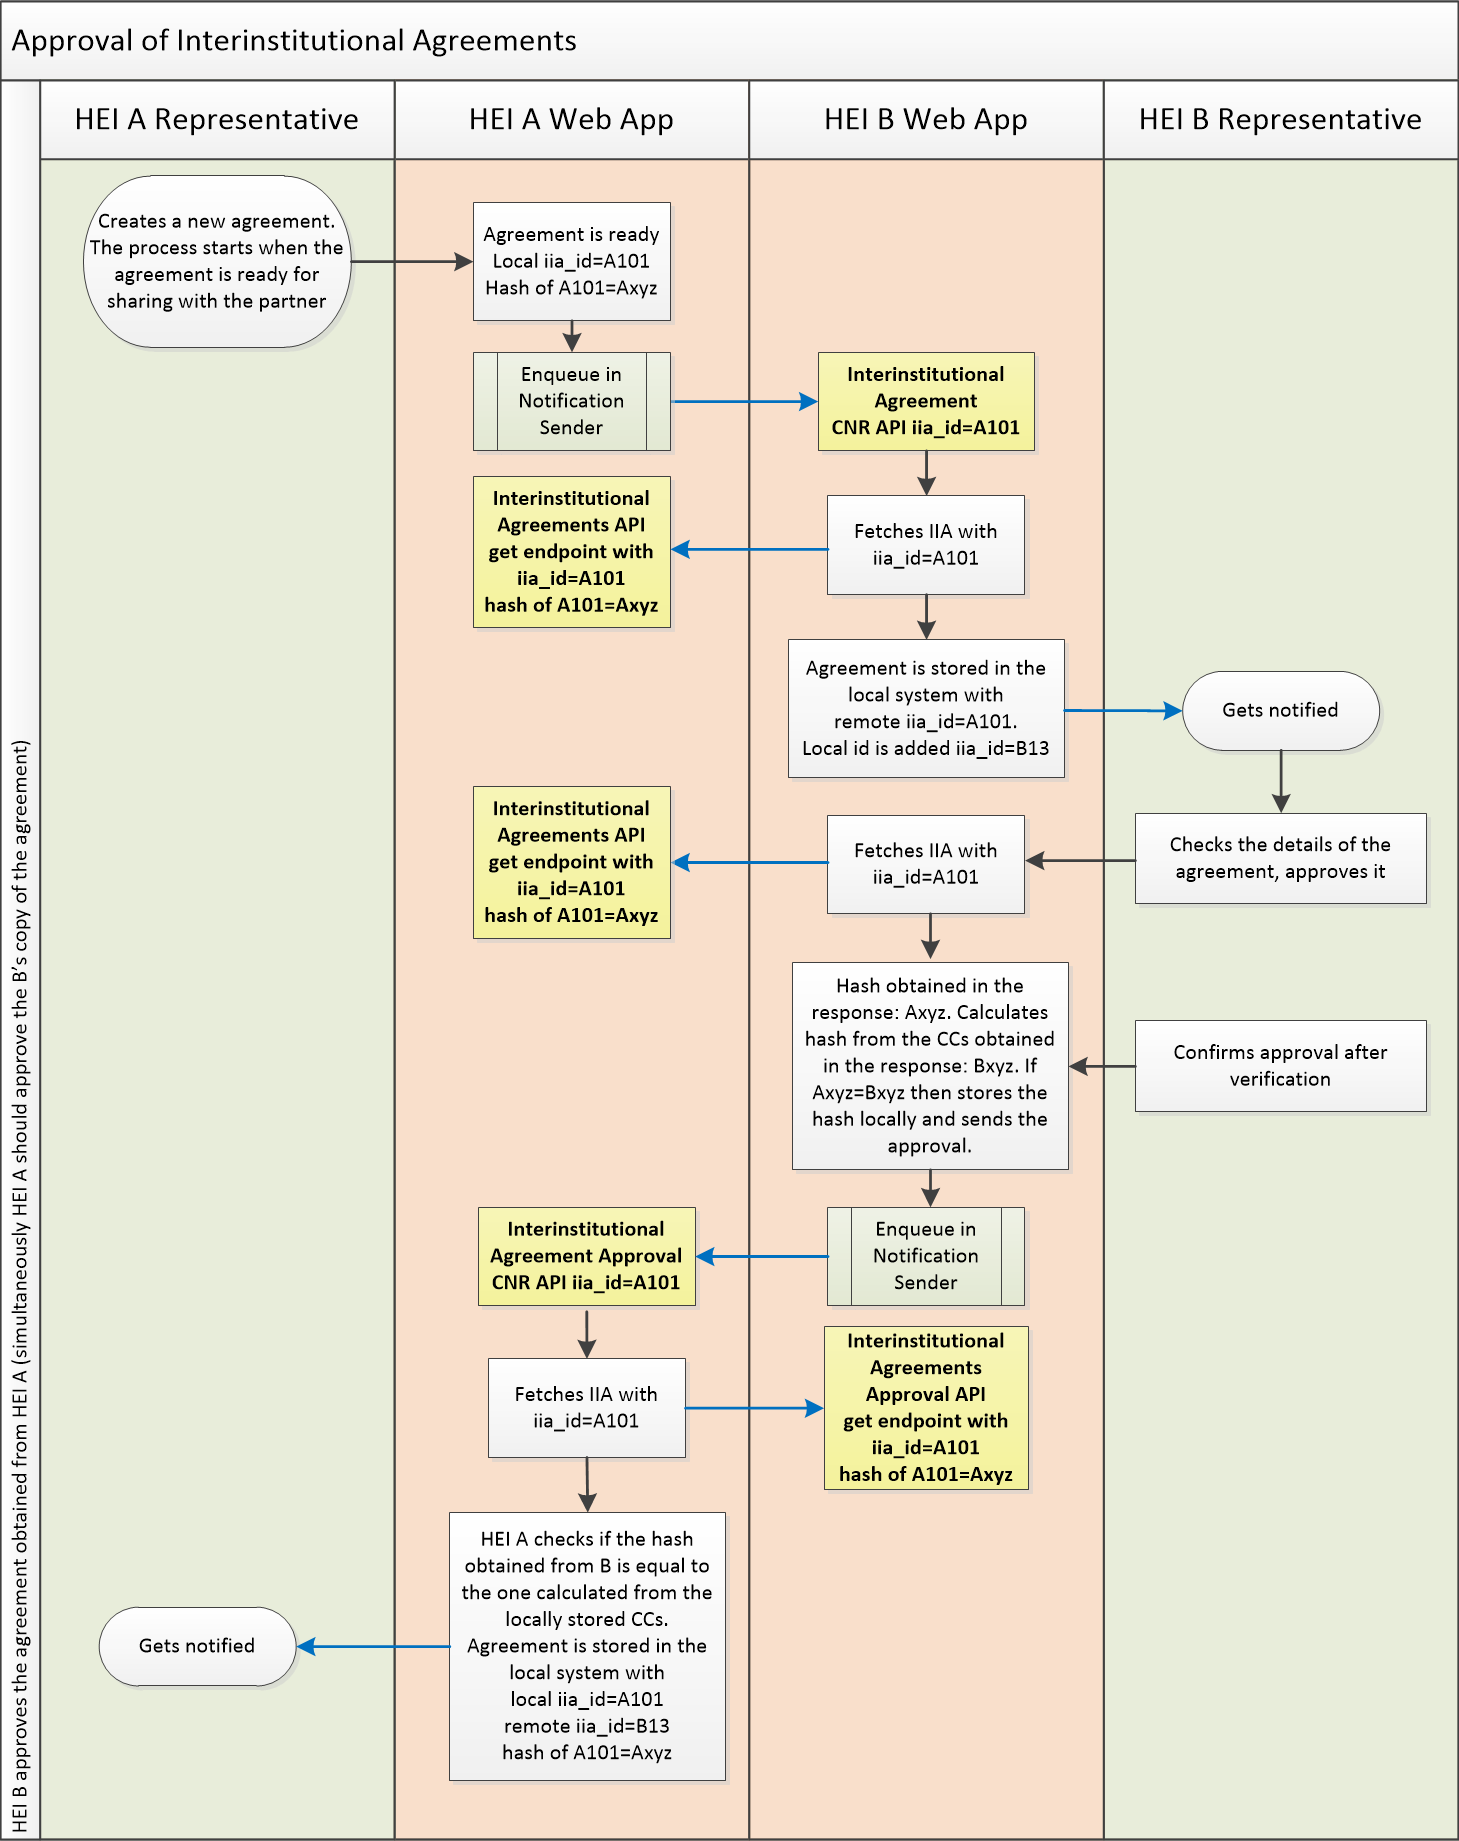 Approval of Interinstitutional Agreements
HEI A Representative
HEI A Web App
HEI B Web App
HEI B Representative
HEI B approves the agreement obtained from HEI A (simultaneously HEI A should approve the B's copy of the agreement)
Creates a new agreement.
The process starts when the
agreement is ready for
sharing with the partner
Agreement is ready
Local iia_id=A101
Hash of A101=Axyz
Enqueue in
Notification
Sender
Interinstitutional
Agreement
CNR API iia_id=A101
Interinstitutional
Agreements API
get endpoint with
iia_id=A101
hash of A101=Axyz
Fetches IIA with
iia_id=A101
Agreement is stored in the
local system with
remote iia_id=A101.
Local id is added iia_id=B13
Gets notified
Interinstitutional
Agreements API
get endpoint with
iia_id=A101
hash of A101=Axyz
Fetches IIA with
iia_id=A101
Checks the details of the
agreement, approves it
Hash obtained in the
response: Axyz. Calculates
hash from the CCs obtained
in the response: Bxyz. If
Axyz=Bxyz then stores the
hash locally and sends the
approval.
Confirms approval after
verification
Interinstitutional
Agreement Approval
CNR API iia_id=A101
Enqueue in
Notification
Sender
Fetches IIA with
iia_id=A101
Interinstitutional
Agreements
Approval API
get endpoint with
iia_id=A101
hash of A101=Axyz
HEI A checks if the hash
obtained from B is equal to
the one calculated from the
locally stored CCs.
Agreement is stored in the
local system with
local iia_id=A101
remote iia_id=B13
hash of A101=Axyz
Gets notified